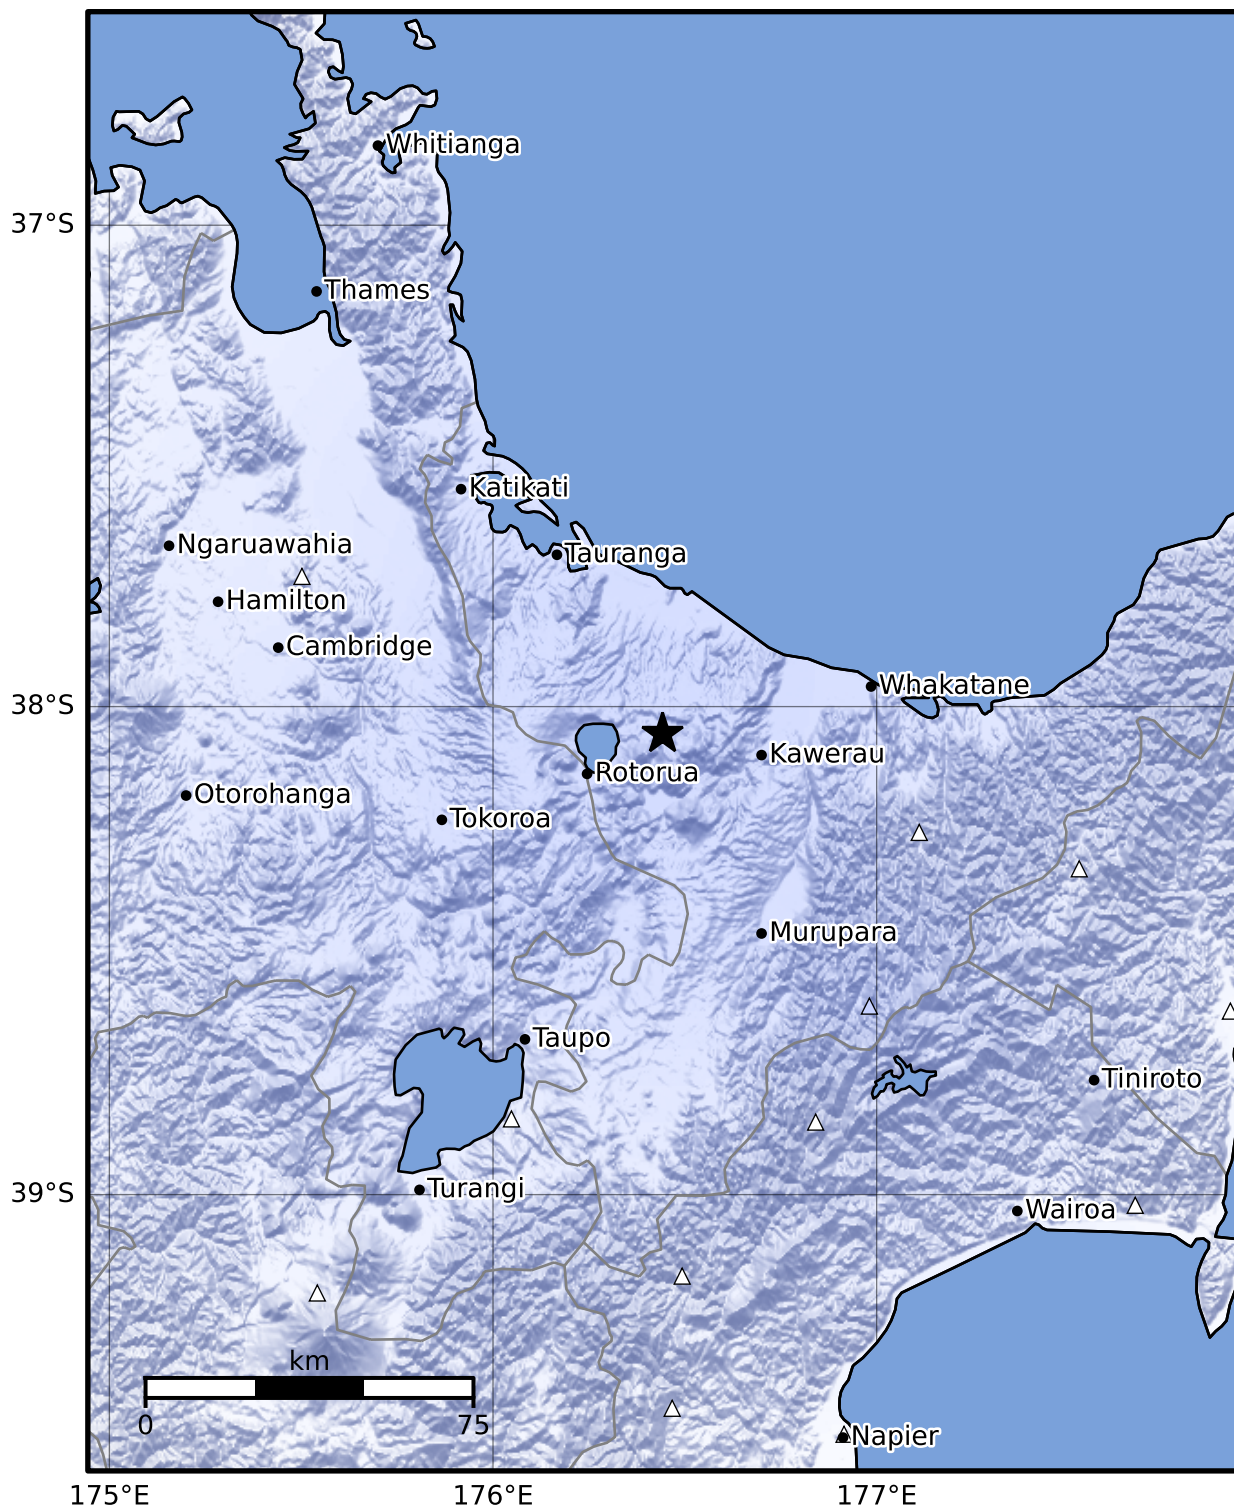 Whitianga
37°S
Thames
Katikati
Ngaruawahia
Tauranga
Hamilton
Cambridge
Whakatane
38°S
Kawerau
Rotorua
Otorohanga
Tokoroa
Murupara
Taupo
Tiniroto
Turangi
39°S
Wairoa
km
0
75
Napier
175°E
176°E
177°E